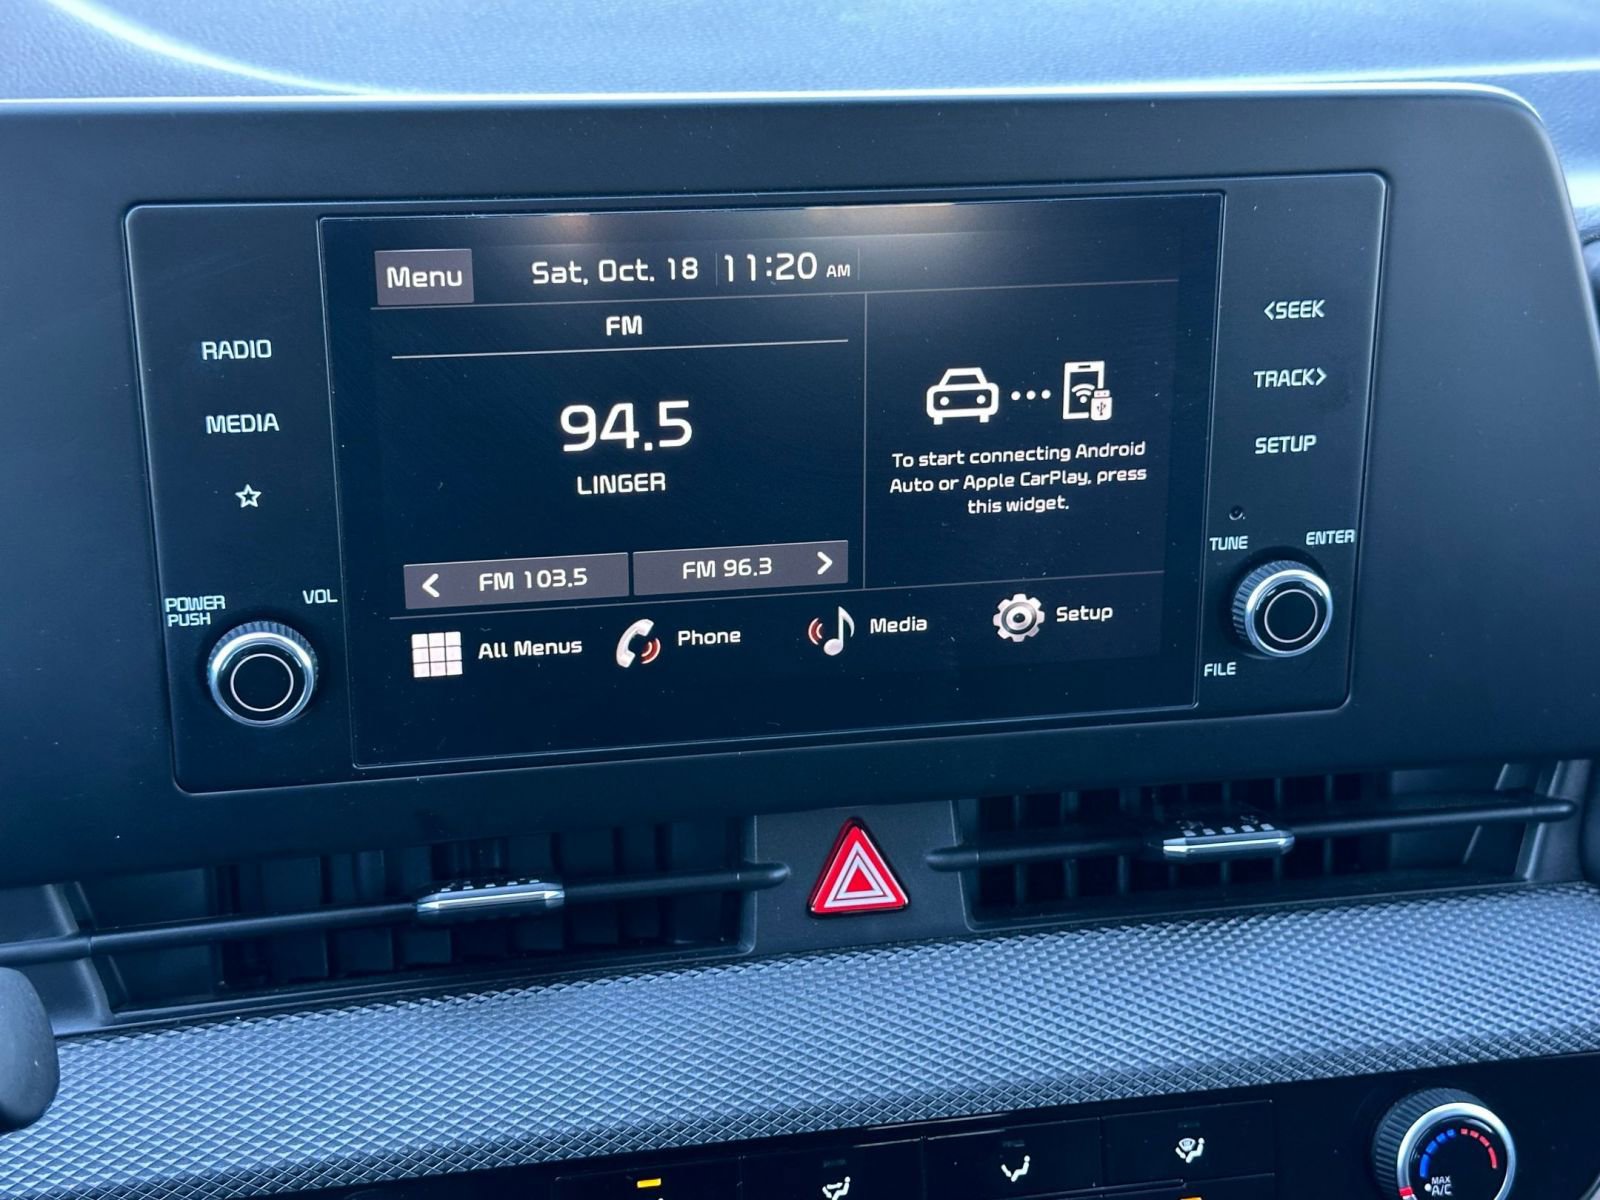 Menu
Sat, Oct. 18
11:20 AM
FM
94.5
LINGER
FM 103.5
FM 96.3
To start connecting Android
Auto or Apple CarPlay, press
this widget.
All Menus
Phone
Media
Setup
RADIO
MEDIA
POWER
PUSH
VOL
<SEEK
TRACK>
SETUP
TUNE
ENTER
FILE
MAX
A/C